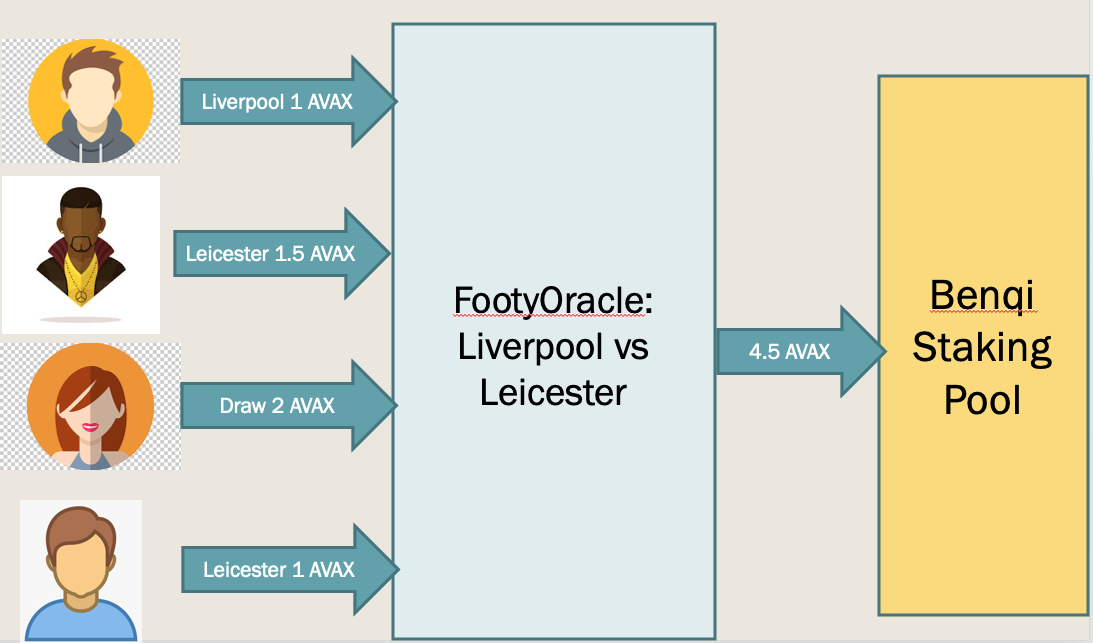 Liverpool 1 AVAX
Leicester 1.5 AVAX
Draw 2 AVAX
Leicester 1 AVAX
FootyOracle:
Liverpool vs
Leicester
4.5 AVAX
Benqi
Staking
Pool